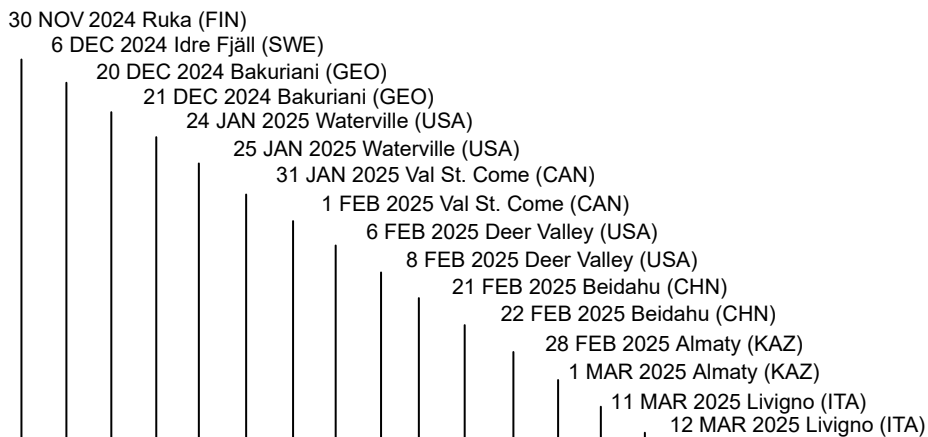 30 NOV 2024 Ruka (FIN)
6 DEC 2024 Idre Fjäll (SWE)
20 DEC 2024 Bakuriani (GEO)
21 DEC 2024 Bakuriani (GEO)
24 JAN 2025 Waterville (USA)
25 JAN 2025 Waterville (USA)
31 JAN 2025 Val St. Come (CAN)
1 FEB 2025 Val St. Come (CAN)
6 FEB 2025 Deer Valley (USA)
8 FEB 2025 Deer Valley (USA)
21 FEB 2025 Beidahu (CHN)
22 FEB 2025 Beidahu (CHN)
28 FEB 2025 Almaty (KAZ)
1 MAR 2025 Almaty (KAZ)
11 MAR 2025 Livigno (ITA)
12 MAR 2025 Livigno (ITA)